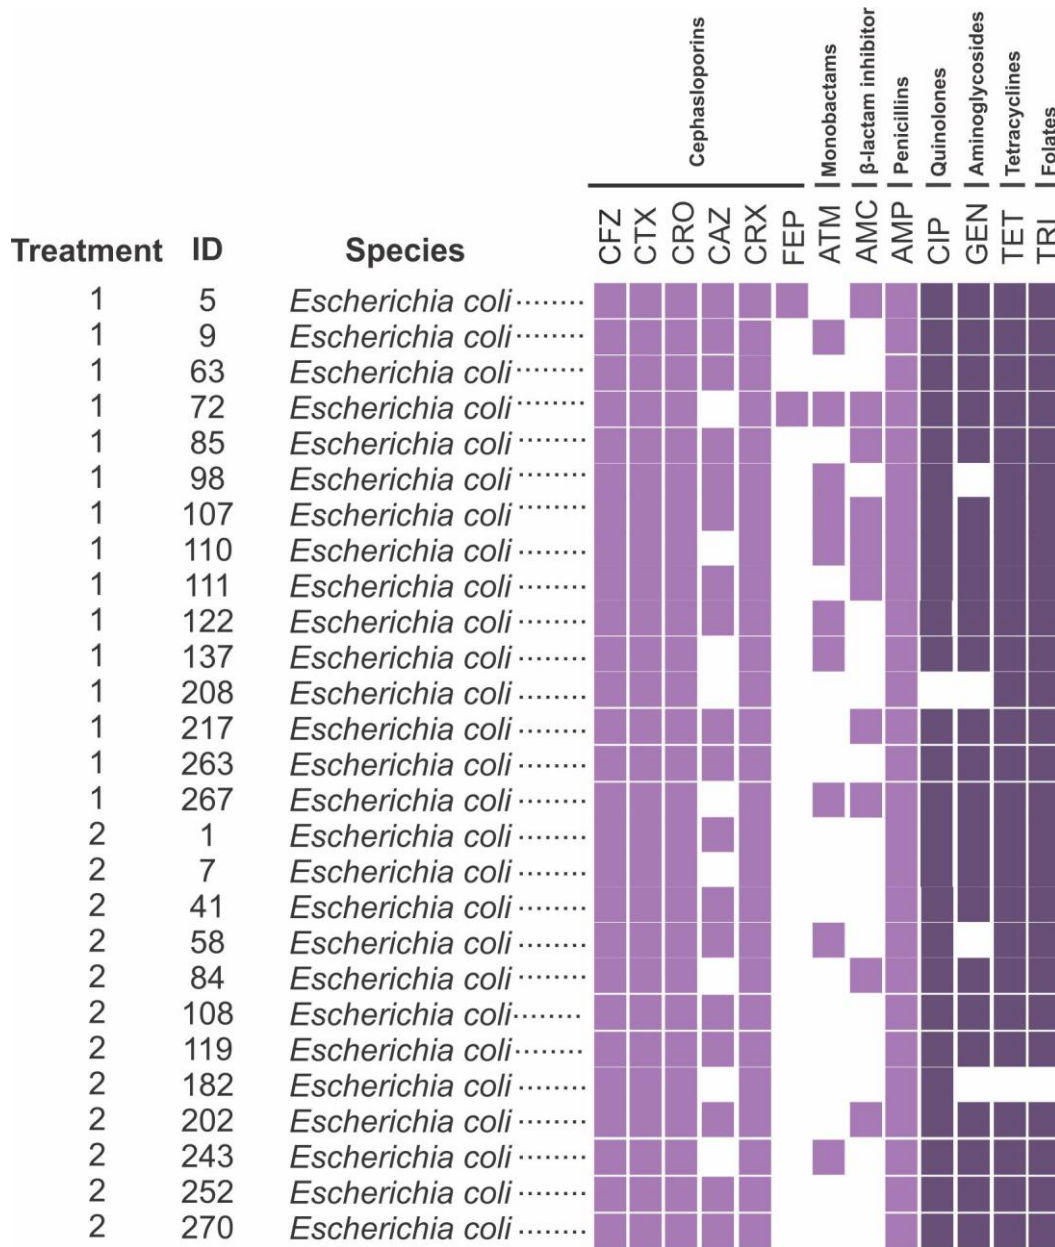 Cephasloporins
Monobactams
β-lactam inhibitor
Penicillins
Quinolones
Aminoglycosides
Tetracyclines
Folates
Treatment ID Species CFZ CTX CRO CAZ CRX FEP ATM AMC AMP CIP GEN TET TRI
1 5 Escherichia coli ........
1 9 Escherichia coli ........
1 63 Escherichia coli ........
1 72 Escherichia coli ........
1 85 Escherichia coli ........
1 98 Escherichia coli ........
1 107 Escherichia coli ........
1 110 Escherichia coli ........
1 111 Escherichia coli ........
1 122 Escherichia coli ........
1 137 Escherichia coli ........
1 208 Escherichia coli ........
1 217 Escherichia coli ........
1 263 Escherichia coli ........
1 267 Escherichia coli ........
2 1 Escherichia coli ........
2 7 Escherichia coli ........
2 41 Escherichia coli ........
2 58 Escherichia coli ........
2 84 Escherichia coli ........
2 108 Escherichia coli ........
2 119 Escherichia coli ........
2 182 Escherichia coli ........
2 202 Escherichia coli ........
2 243 Escherichia coli ........
2 252 Escherichia coli ........
2 270 Escherichia coli ........